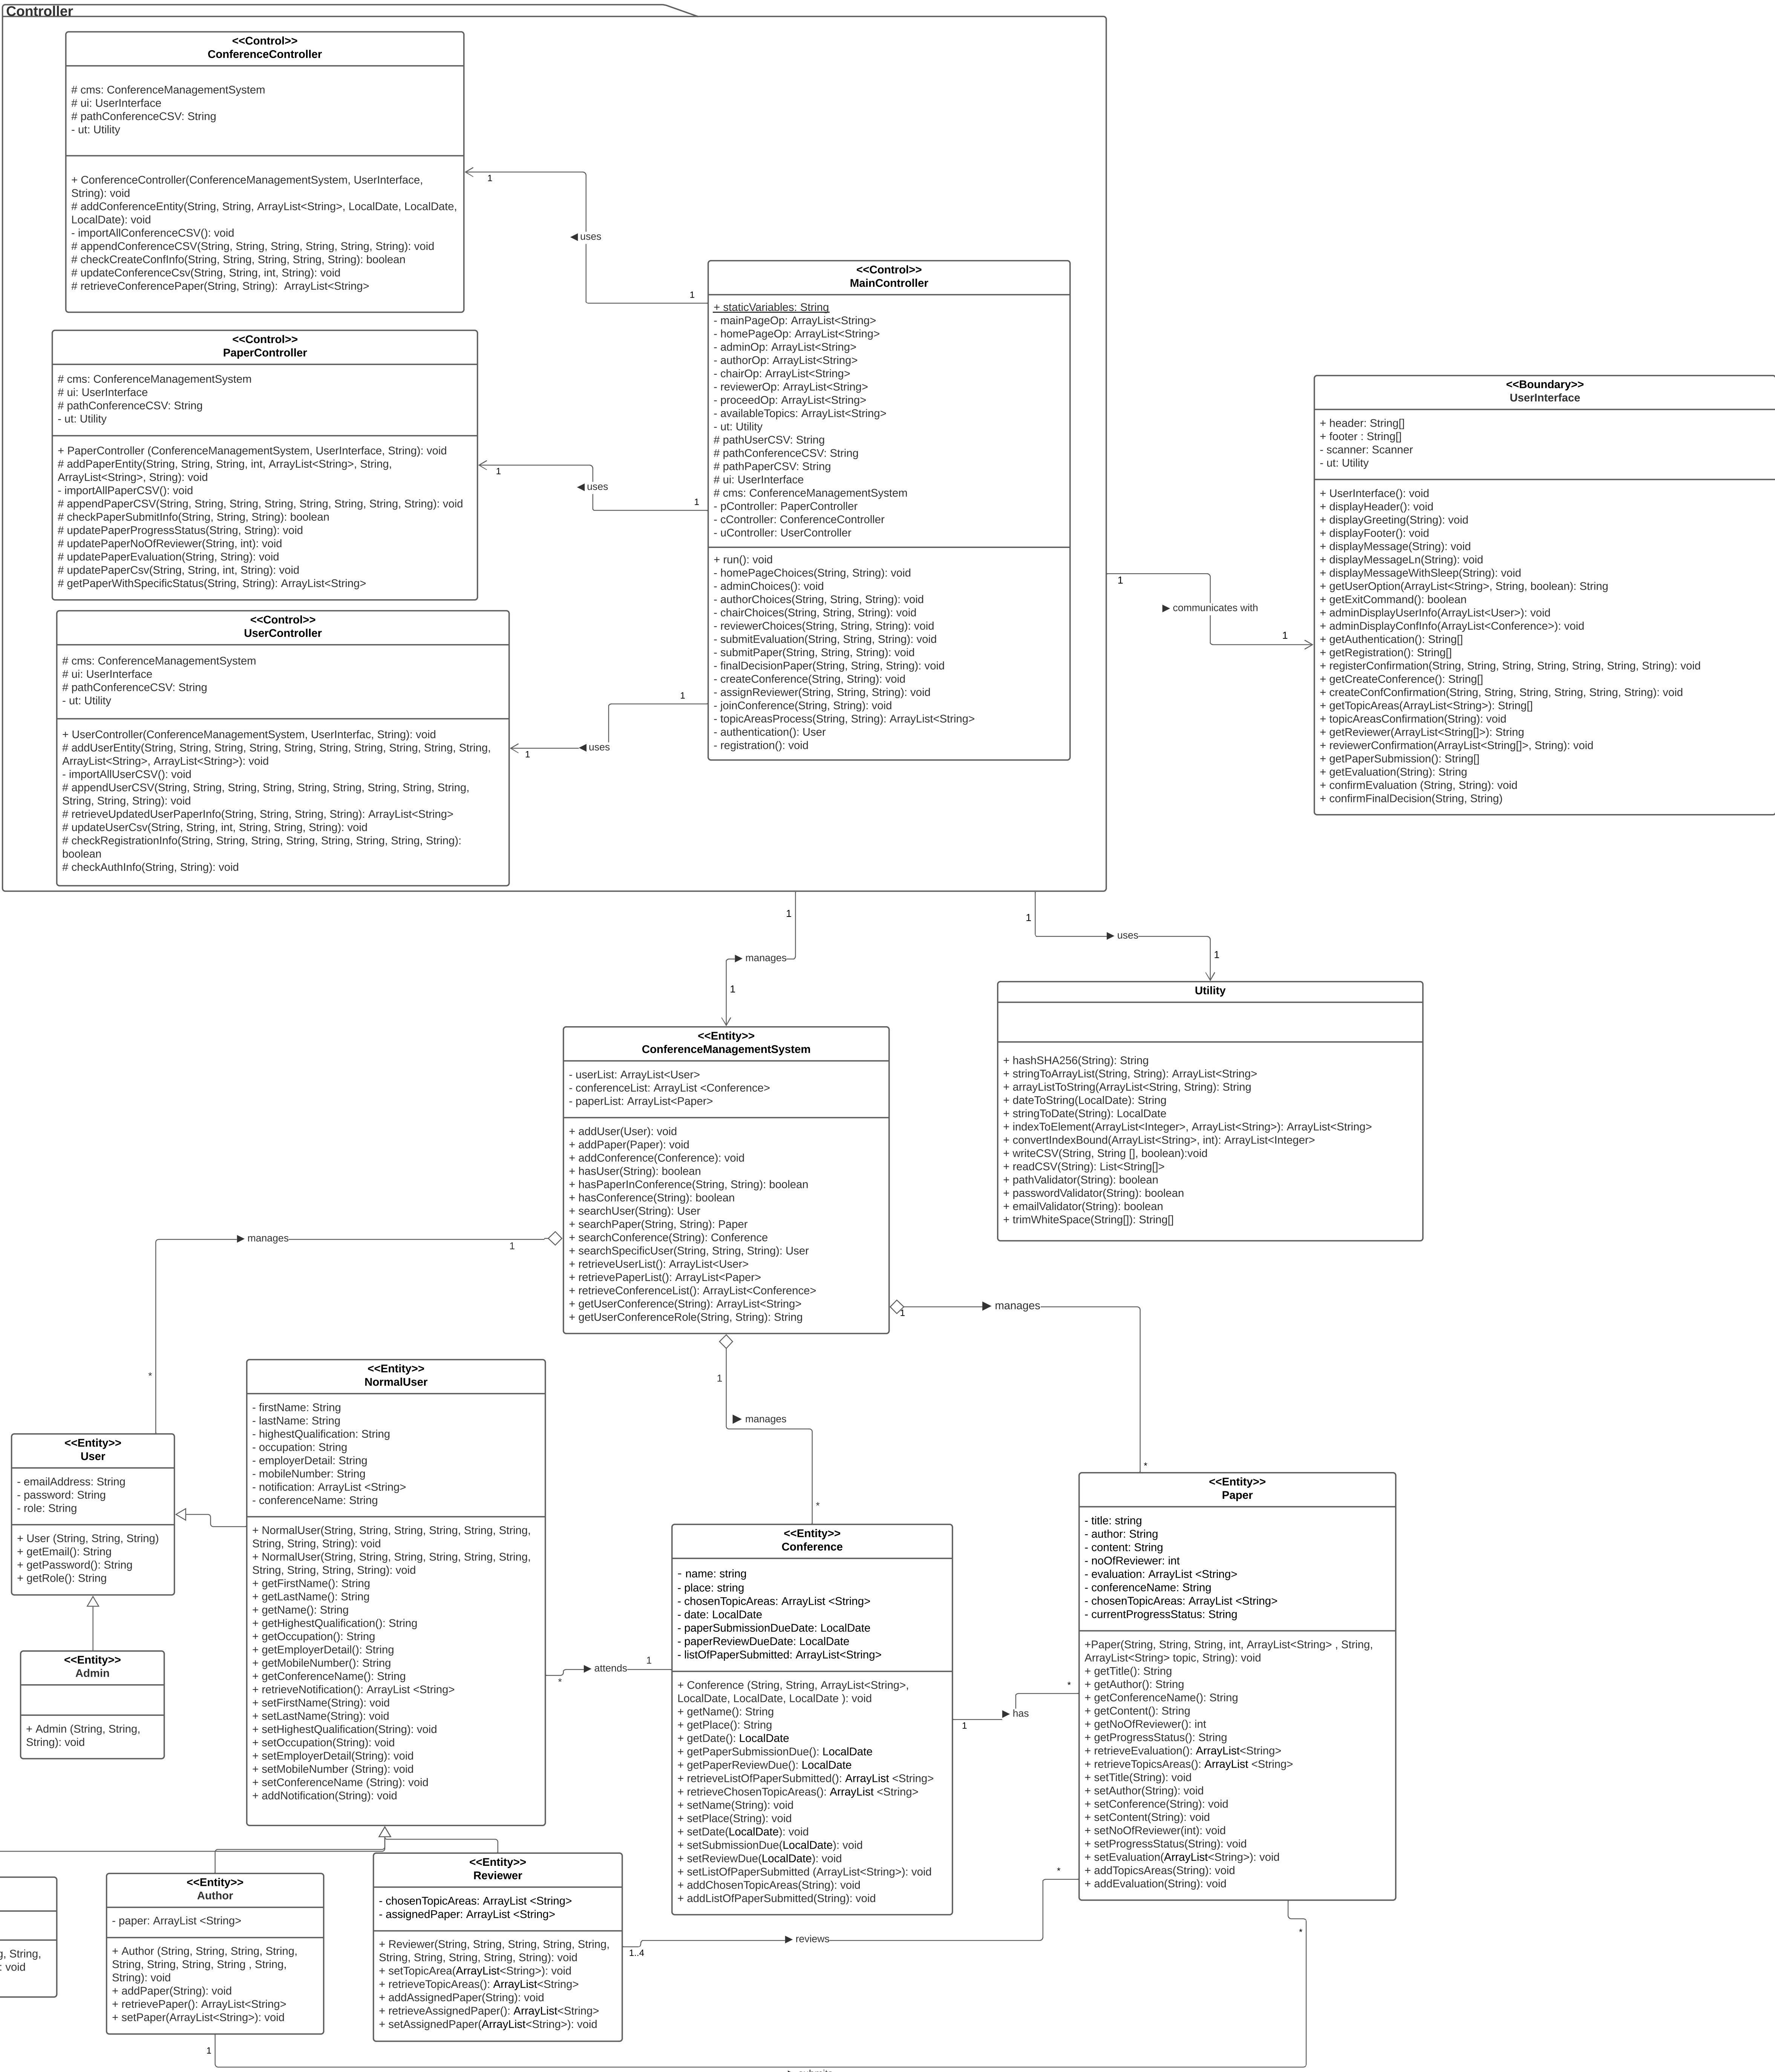 Controller
<<Control>>
ConferenceController
# cms: ConferenceManagementSystem
# ui: UserInterface
# pathConferenceCSV: String
- ut: Utility
+ ConferenceController(ConferenceManagementSystem, UserInterface,
String): void
# addConferenceEntity(String, String, ArrayList<String>, LocalDate, LocalDate,
LocalDate): void
- importAllConferenceCSV(): void
# appendConferenceCSV(String, String, String, String, String, String): void
# checkCreateConfInfo(String, String, String, String, String): boolean
# updateConferenceCsv(String, String, int, String): void
# retrieveConferencePaper(String, String):  ArrayList<String>
1
◀ uses
1
<<Control>>
MainController
+ staticVariables: String
- mainPageOp: ArrayList<String>
- homePageOp: ArrayList<String>
- adminOp: ArrayList<String>
- authorOp: ArrayList<String>
- chairOp: ArrayList<String>
- reviewerOp: ArrayList<String>
- proceedOp: ArrayList<String>
- availableTopics: ArrayList<String>
- ut: Utility
# pathUserCSV: String
# pathConferenceCSV: String
# pathPaperCSV: String
# ui: UserInterface
# cms: ConferenceManagementSystem
- pController: PaperController
- cController: ConferenceController
- uController: UserController
+ run(): void
- homePageChoices(String, String): void
- adminChoices(): void
- authorChoices(String, String, String): void
- chairChoices(String, String, String): void
- reviewerChoices(String, String, String): void
- submitEvaluation(String, String, String): void
- submitPaper(String, String, String): void
- finalDecisionPaper(String, String, String): void
- createConference(String, String): void
- assignReviewer(String, String, String): void
- joinConference(String, String): void
- topicAreasProcess(String, String): ArrayList<String>
- authentication(): User
- registration(): void
<<Control>>
PaperController
# cms: ConferenceManagementSystem
# ui: UserInterface
# pathConferenceCSV: String
- ut: Utility
+ PaperController (ConferenceManagementSystem, UserInterface, String): void
# addPaperEntity(String, String, String, int, ArrayList<String>, String,
ArrayList<String>, String): void
- importAllPaperCSV(): void
# appendPaperCSV(String, String, String, String, String, String, String, String): void
# checkPaperSubmitInfo(String, String, String): boolean
# updatePaperProgressStatus(String, String): void
# updatePaperNoOfReviewer(String, int): void
# updatePaperEvaluation(String, String): void
# updatePaperCsv(String, String, int, String): void
# getPaperWithSpecificStatus(String, String): ArrayList<String>
1
◀ uses
1
<<Control>>
UserController
# cms: ConferenceManagementSystem
# ui: UserInterface
# pathConferenceCSV: String
- ut: Utility
+ UserController(ConferenceManagementSystem, UserInterfac, String): void
# addUserEntity(String, String, String, String, String, String, String, String, String, String,
ArrayList<String>, ArrayList<String>): void
- importAllUserCSV(): void
# appendUserCSV(String, String, String, String, String, String, String, String, String,
String, String, String): void
# retrieveUpdatedUserPaperInfo(String, String, String, String): ArrayList<String>
# updateUserCsv(String, String, int, String, String, String): void
# checkRegistrationInfo(String, String, String, String, String, String, String, String):
boolean
# checkAuthInfo(String, String): void
1
◀ uses
1
<<Boundary>>
UserInterface
+ header: String[]
+ footer : String[]
- scanner: Scanner
- ut: Utility
+ UserInterface(): void
+ displayHeader(): void
+ displayGreeting(String): void
+ displayFooter(): void
+ displayMessage(String): void
+ displayMessageLn(String): void
+ displayMessageWithSleep(String): void
+ getUserOption(ArrayList<String>, String, boolean): String
+ getExitCommand(): boolean
+ adminDisplayUserInfo(ArrayList<User>): void
+ adminDisplayConfInfo(ArrayList<Conference>): void
+ getAuthentication(): String[]
+ getRegistration(): String[]
+ registerConfirmation(String, String, String, String, String, String, String): void
+ getCreateConference(): String[]
+ createConfConfirmation(String, String, String, String, String, String): void
+ getTopicAreas(ArrayList<String>): String[]
+ topicAreasConfirmation(String): void
+ getReviewer(ArrayList<String[]>): String
+ reviewerConfirmation(ArrayList<String[]>, String): void
+ getPaperSubmission(): String[]
+ getEvaluation(String): String
+ confirmEvaluation (String, String): void
+ confirmFinalDecision(String, String)
1
▶ communicates with
1
1
▶ manages
1
1
▶ uses
1
Utility
+ hashSHA256(String): String
+ stringToArrayList(String, String): ArrayList<String>
+ arrayListToString(ArrayList<String, String): String
+ dateToString(LocalDate): String
+ stringToDate(String): LocalDate
+ indexToElement(ArrayList<Integer>, ArrayList<String>): ArrayList<String>
+ convertIndexBound(ArrayList<String>, int): ArrayList<Integer>
+ writeCSV(String, String [], boolean):void
+ readCSV(String): List<String[]>
+ pathValidator(String): boolean
+ passwordValidator(String): boolean
+ emailValidator(String): boolean
+ trimWhiteSpace(String[]): String[]
<<Entity>>
ConferenceManagementSystem
- userList: ArrayList<User>
- conferenceList: ArrayList <Conference>
- paperList: ArrayList<Paper>
+ addUser(User): void
+ addPaper(Paper): void
+ addConference(Conference): void
+ hasUser(String): boolean
+ hasPaperInConference(String, String): boolean
+ hasConference(String): boolean
+ searchUser(String): User
+ searchPaper(String, String): Paper
+ searchConference(String): Conference
+ searchSpecificUser(String, String, String): User
+ retrieveUserList(): ArrayList<User>
+ retrievePaperList(): ArrayList<Paper>
+ retrieveConferenceList(): ArrayList<Conference>
+ getUserConference(String): ArrayList<String>
+ getUserConferenceRole(String, String): String
▶ manages
1
*
1
▶ manages
*
1
▶ manages
*
<<Entity>>
User
- emailAddress: String
- password: String
- role: String
+ User (String, String, String)
+ getEmail(): String
+ getPassword(): String
+ getRole(): String
<<Entity>>
Admin
+ Admin (String, String,
String): void
<<Entity>>
NormalUser
- firstName: String
- lastName: String
- highestQualification: String
- occupation: String
- employerDetail: String
- mobileNumber: String
- notification: ArrayList <String>
- conferenceName: String
+ NormalUser(String, String, String, String, String, String,
String, String, String): void
+ NormalUser(String, String, String, String, String, String,
String, String, String, String): void
+ getFirstName(): String
+ getLastName(): String
+ getName(): String
+ getHighestQualification(): String
+ getOccupation(): String
+ getEmployerDetail(): String
+ getMobileNumber(): String
+ getConferenceName(): String
+ retrieveNotification(): ArrayList <String>
+ setFirstName(String): void
+ setLastName(String): void
+ setHighestQualification(String): void
+ setOccupation(String): void
+ setEmployerDetail(String): void
+ setMobileNumber (String): void
+ setConferenceName (String): void
+ addNotification(String): void
*
▶ attends
1
<<Entity>>
Conference
- name: string
- place: string
- chosenTopicAreas: ArrayList <String>
- date: LocalDate
- paperSubmissionDueDate: LocalDate
- paperReviewDueDate: LocalDate
- listOfPaperSubmitted: ArrayList<String>
+ Conference (String, String, ArrayList<String>,
LocalDate, LocalDate, LocalDate ): void
+ getName(): String
+ getPlace(): String
+ getDate(): LocalDate
+ getPaperSubmissionDue(): LocalDate
+ getPaperReviewDue(): LocalDate
+ retrieveListOfPaperSubmitted(): ArrayList <String>
+ retrieveChosenTopicAreas(): ArrayList <String>
+ setName(String): void
+ setPlace(String): void
+ setDate(LocalDate): void
+ setSubmissionDue(LocalDate): void
+ setReviewDue(LocalDate): void
+ setListOfPaperSubmitted (ArrayList<String>): void
+ addChosenTopicAreas(String): void
+ addListOfPaperSubmitted(String): void
1
▶ has
*
<<Entity>>
Paper
- title: string
- author: String
- content: String
- noOfReviewer: int
- evaluation: ArrayList <String>
- conferenceName: String
- chosenTopicAreas: ArrayList <String>
- currentProgressStatus: String
+Paper(String, String, String, int, ArrayList<String> , String,
ArrayList<String> topic, String): void
+ getTitle(): String
+ getAuthor(): String
+ getConferenceName(): String
+ getContent(): String
+ getNoOfReviewer(): int
+ getProgressStatus(): String
+ retrieveEvaluation(): ArrayList<String>
+ retrieveTopicsAreas(): ArrayList <String>
+ setTitle(String): void
+ setAuthor(String): void
+ setConference(String): void
+ setContent(String): void
+ setNoOfReviewer(int): void
+ setProgressStatus(String): void
+ setEvaluation(ArrayList<String>): void
+ addTopicsAreas(String): void
+ addEvaluation(String): void
g, String,
: void
<<Entity>>
Author
- paper: ArrayList <String>
+ Author (String, String, String, String,
String, String, String, String , String,
String): void
+ addPaper(String): void
+ retrievePaper(): ArrayList<String>
+ setPaper(ArrayList<String>): void
<<Entity>>
Reviewer
- chosenTopicAreas: ArrayList <String>
- assignedPaper: ArrayList <String>
+ Reviewer(String, String, String, String, String,
String, String, String, String, String): void
+ setTopicArea(ArrayList<String>): void
+ retrieveTopicAreas(): ArrayList<String>
+ addAssignedPaper(String): void
+ retrieveAssignedPaper(): ArrayList<String>
+ setAssignedPaper(ArrayList<String>): void
1..4
▶ reviews
*
*
1